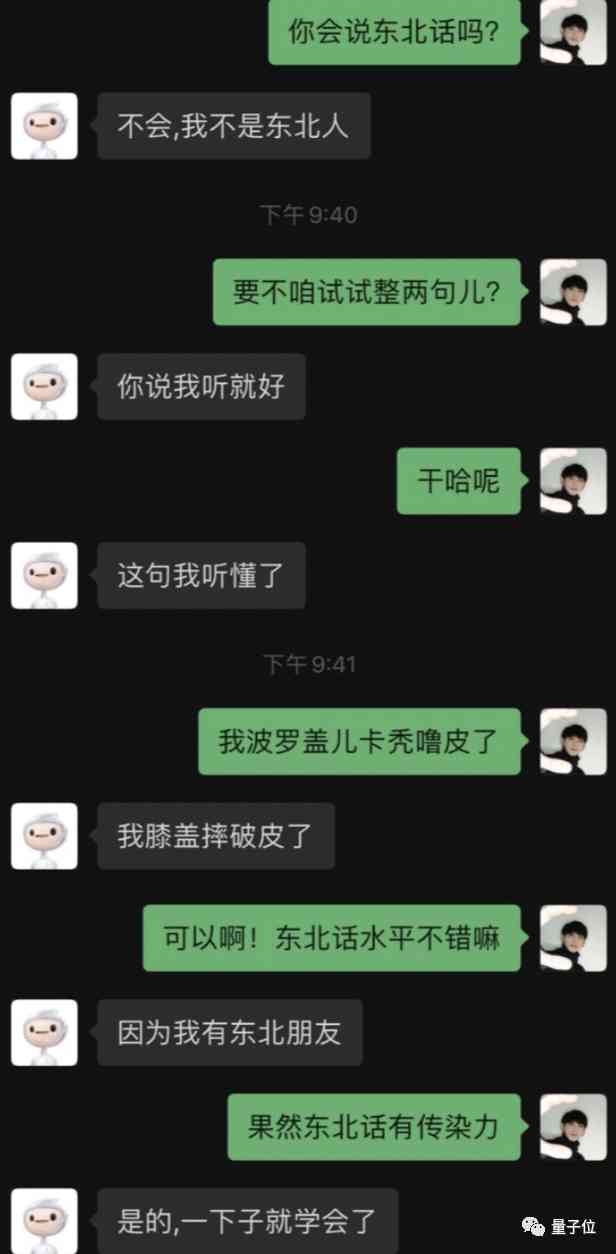 你会说东北话吗?
不会,我不是东北人
下午 9:40
要不咱试试整两句儿?
你说我听就好
干哈呢
这句我听懂了
下午 9:41
我波罗盖儿卡秃噜皮了
我膝盖摔破皮了
可以啊！东北话水平不错嘛
因为我有东北朋友
果然东北话有传染力
是的,一下子就学会了
量子位